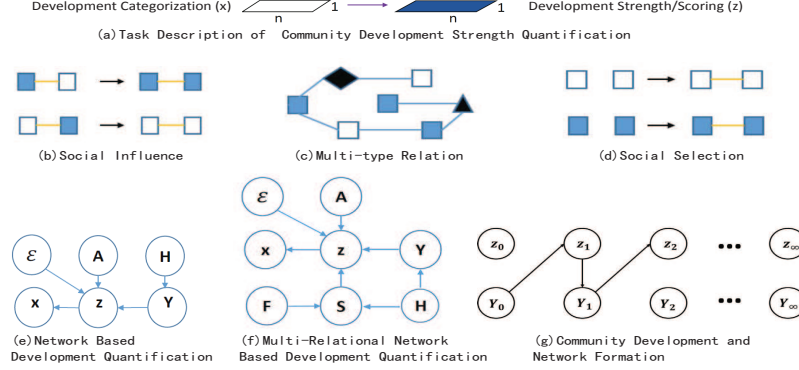 Development Categorization (x)
1
n
1
n
Development Strength/Scoring (z)
(a)Task Description of Community Development Strength Quantification
(b)Social Influence
(c)Multi-type Relation
(d)Social Selection
ℰ A H
x z Y
(e)Network Based
Development Quantification
ℰ A
x z Y
F S H
(f)Multi-Relational Network
Based Development Quantification
z₀ z₁ z₂ ••• z∞
Y₀ Y₁ Y₂ ••• Y∞
(g)Community Development and
Network Formation